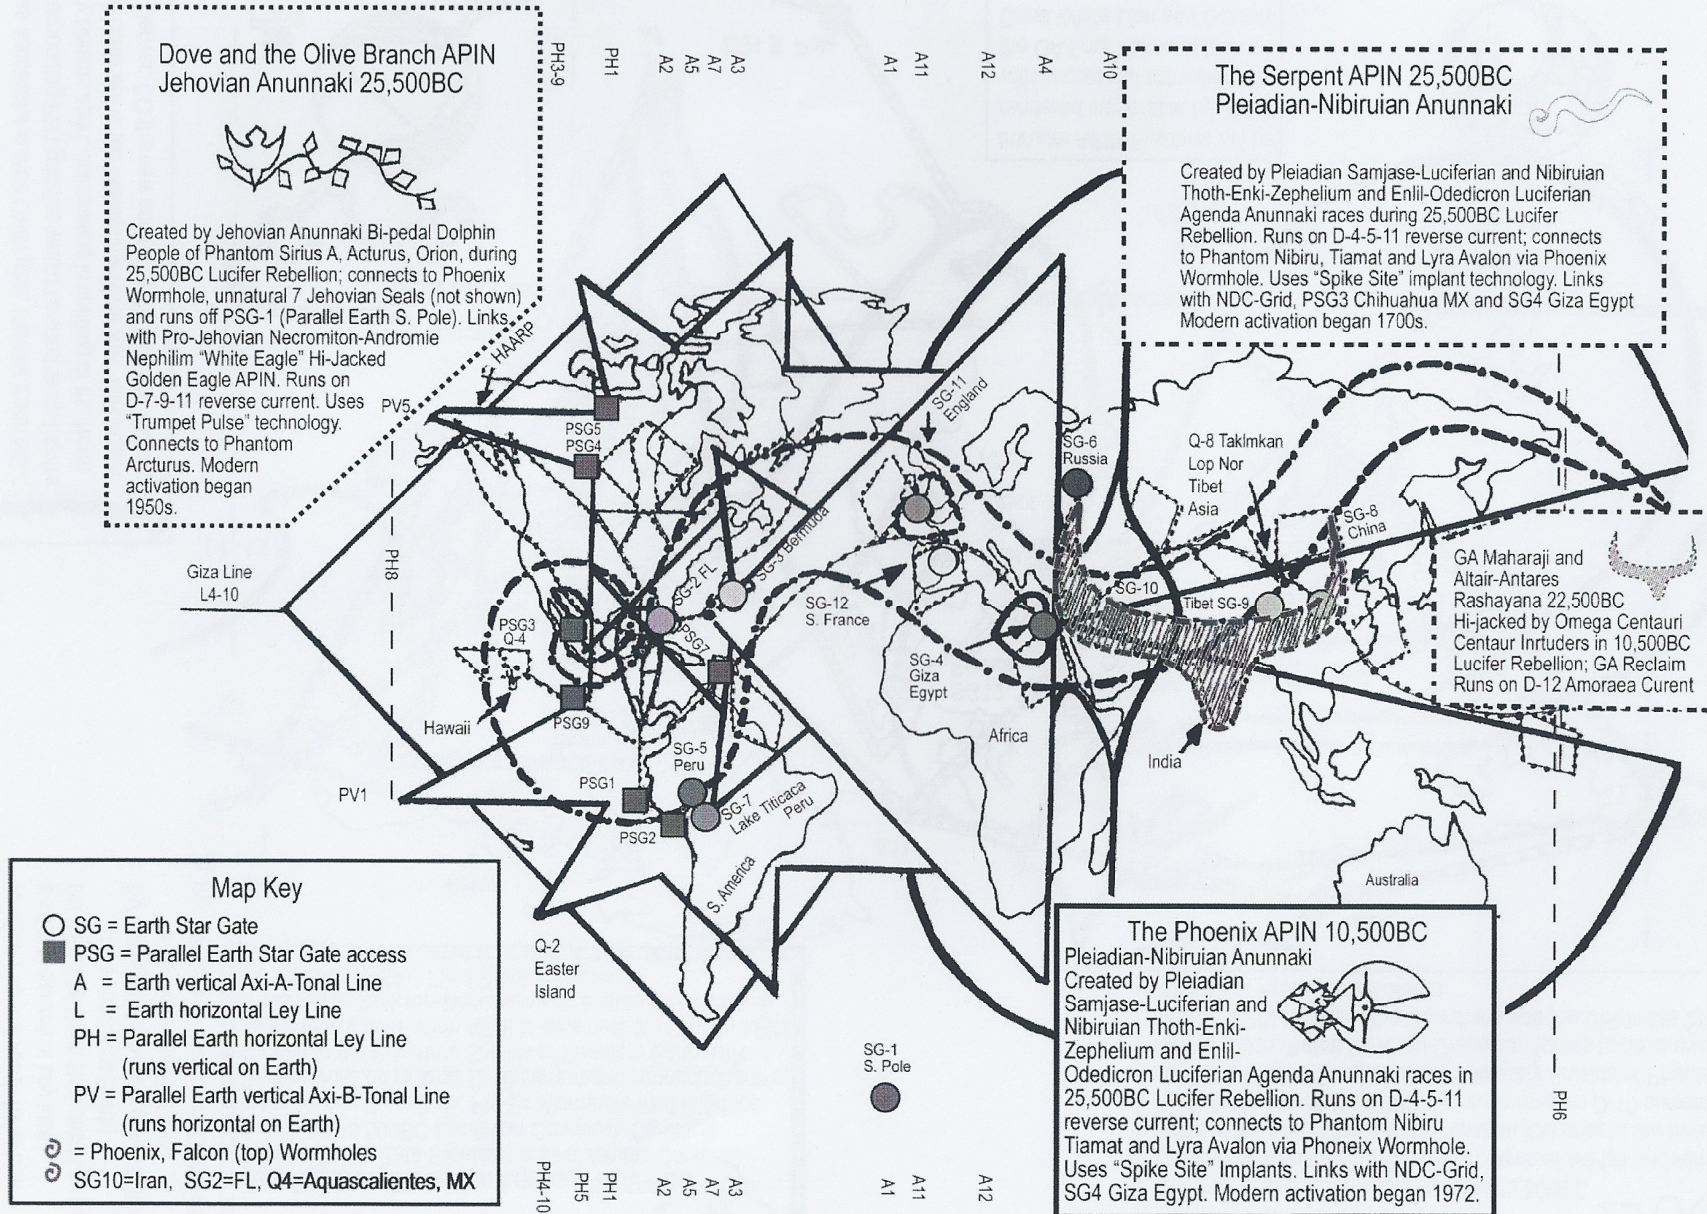 Dove and the Olive Branch APIN
Jehovian Anunnaki 25,500BC
Created by Jehovian Anunnaki Bi-pedal Dolphin
People of Phantom Sirius A, Acturus, Orion, during
25,500BC Lucifer Rebellion; connects to Phoenix
Wormhole, unnatural 7 Jehovian Seals (not shown)
and runs off PSG-1 (Parallel Earth S. Pole). Links
with Pro-Jehovian Necromiton-Andromie
Nephilim "White Eagle" Hi-Jacked
Golden Eagle APIN. Runs on
D-7-9-11 reverse current. Uses
"Trumpet Pulse" technology.
Connects to Phantom
Arcturus. Modern
activation began
1950s.
PH3-9
PH1
A2
A5
A7
A3
A1
A11
A12
A4
A10
The Serpent APIN 25,500BC
Pleiadian-Nibiruian Anunnaki
Created by Pleiadian Samjase-Luciferian and Nibiruian
Thoth-Enki-Zephelium and Enlil-Odedicron Luciferian
Agenda Anunnaki races during 25,500BC Lucifer
Rebellion. Runs on D-4-5-11 reverse current; connects
to Phantom Nibiru, Tiamat and Lyra Avalon via Phoenix
Wormhole. Uses "Spike Site" implant technology. Links
with NDC-Grid, PSG3 Chihuahua MX and SG4 Giza Egypt
Modern activation began 1700s.
HAARP
PV5
PSG5
PSG4
SG-11
England
SG-6
Russia
Q-8 Taklmkan
Lop Nor
Tibet
Asia
SG-8
China
PH8
Giza Line
L4-10
SG-2 FL
SG-3 Bermuda
PSG3
Q-4
PSG7
SG-12
S. France
SG-10
Tibet SG-9
SG-4
Giza
Egypt
Hawaii
PSG9
Africa
India
SG-5
Peru
PSG1
PV1
PSG2
SG-7
Lake Titicaca
Peru
S. America
Australia
GA Maharaji and
Altair-Antares
Rashayana 22,500BC
Hi-jacked by Omega Centauri
Centaur Inrtuders in 10,500BC
Lucifer Rebellion; GA Reclaim
Runs on D-12 Amoraea Curent
Q-2
Easter
Island
SG-1
S. Pole
PH6
Map Key
SG = Earth Star Gate
PSG = Parallel Earth Star Gate access
A = Earth vertical Axi-A-Tonal Line
L = Earth horizontal Ley Line
PH = Parallel Earth horizontal Ley Line
(runs vertical on Earth)
PV = Parallel Earth vertical Axi-B-Tonal Line
(runs horizontal on Earth)
= Phoenix, Falcon (top) Wormholes
SG10=Iran, SG2=FL, Q4=Aquascalientes, MX
PH4-10
PH5
PH1
A2
A5
A7
A3
A1
A11
A12
The Phoenix APIN 10,500BC
Pleiadian-Nibiruian Anunnaki
Created by Pleiadian
Samjase-Luciferian and
Nibiruian Thoth-Enki-
Zephelium and Enlil-
Odedicron Luciferian Agenda Anunnaki races in
25,500BC Lucifer Rebellion. Runs on D-4-5-11
reverse current; connects to Phantom Nibiru
Tiamat and Lyra Avalon via Phoneix Wormhole.
Uses "Spike Site" Implants. Links with NDC-Grid,
SG4 Giza Egypt. Modern activation began 1972.